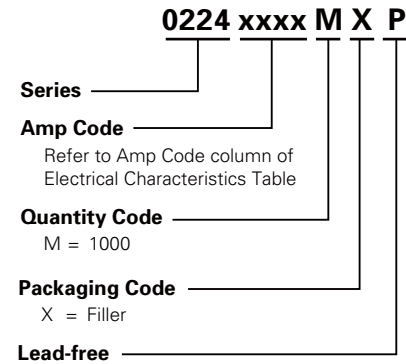 0224 xxxx M X P
Series
Amp Code
Refer to Amp Code column of
Electrical Characteristics Table
Quantity Code
M = 1000
Packaging Code
X = Filler
Lead-free